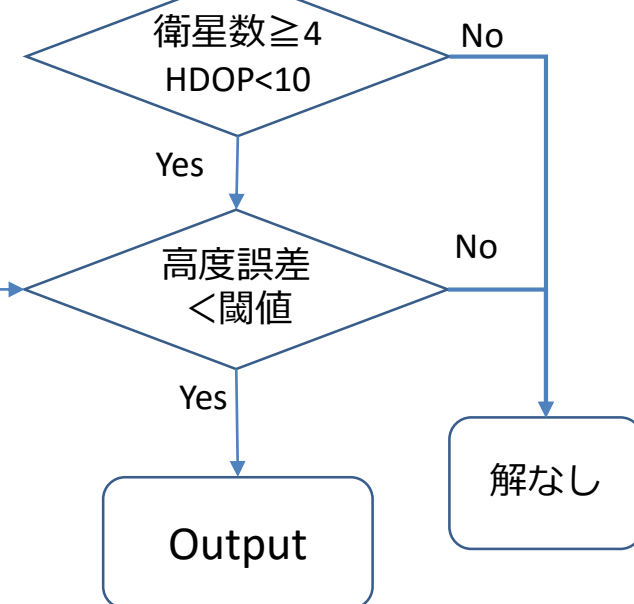 衛星数≧4
HDOP<10
No
Yes
高度誤差
＜閾値
No
Yes
解なし
Output